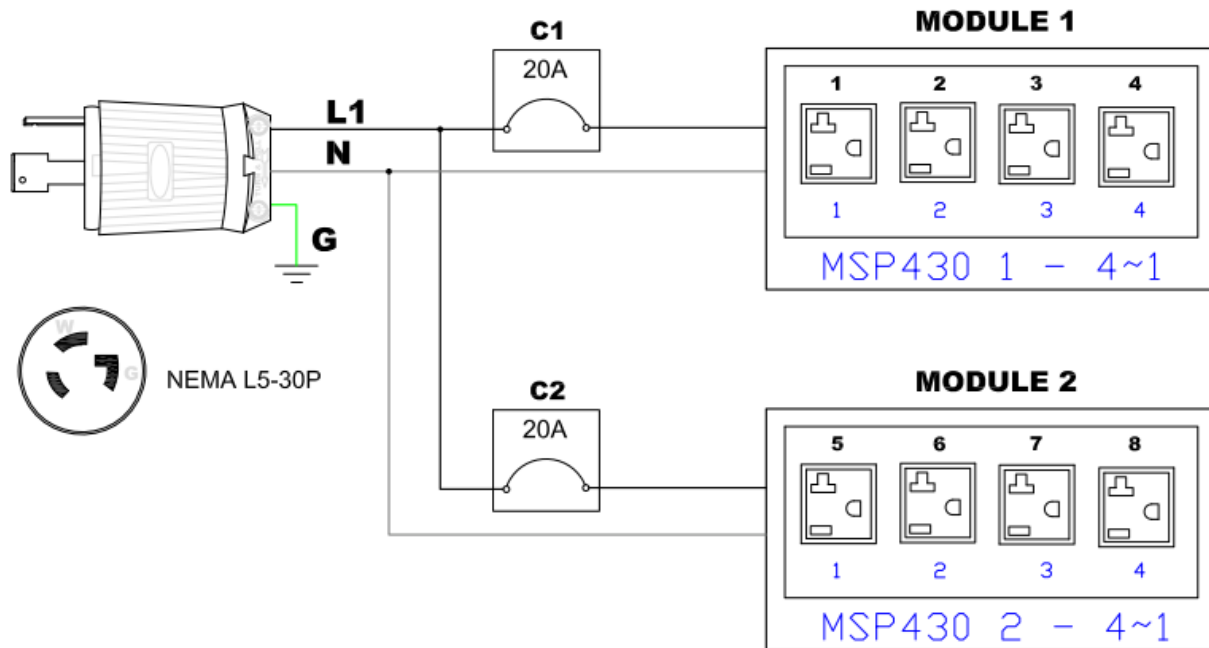 MODULE 1
C1
20A
1 2 3 4
L1
N
1 2 3 4
G
MSP430 1 - 4~1
W
G
NEMA L5-30P
MODULE 2
C2
20A
5 6 7 8
1 2 3 4
MSP430 2 - 4~1